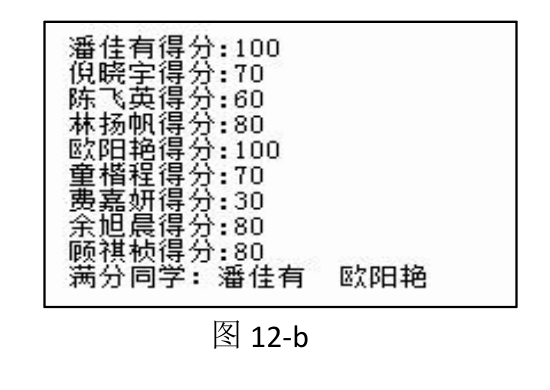 潘佳有得分:100
倪晓宇得分:70
陈飞英得分:60
林扬帆得分:80
欧阳艳得分:100
童楷程得分:70
费嘉妍得分:30
余旭晨得分:80
顾祺桢得分:80
满分同学: 潘佳有 欧阳艳
图 12-b